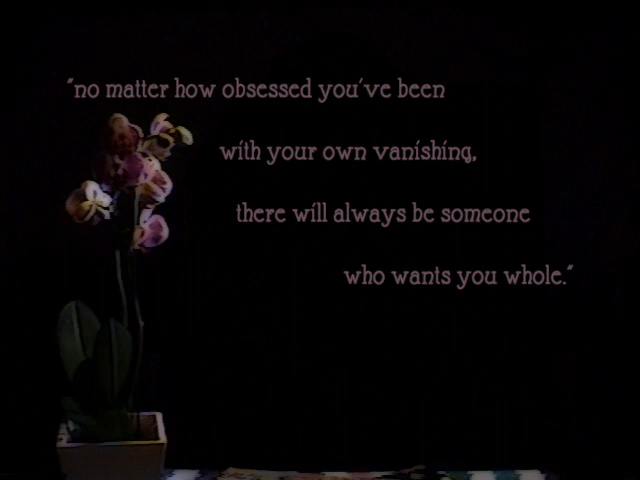 "no matter how obsessed you've been
with your own vanishing,
there will always be someone
who wants you whole."